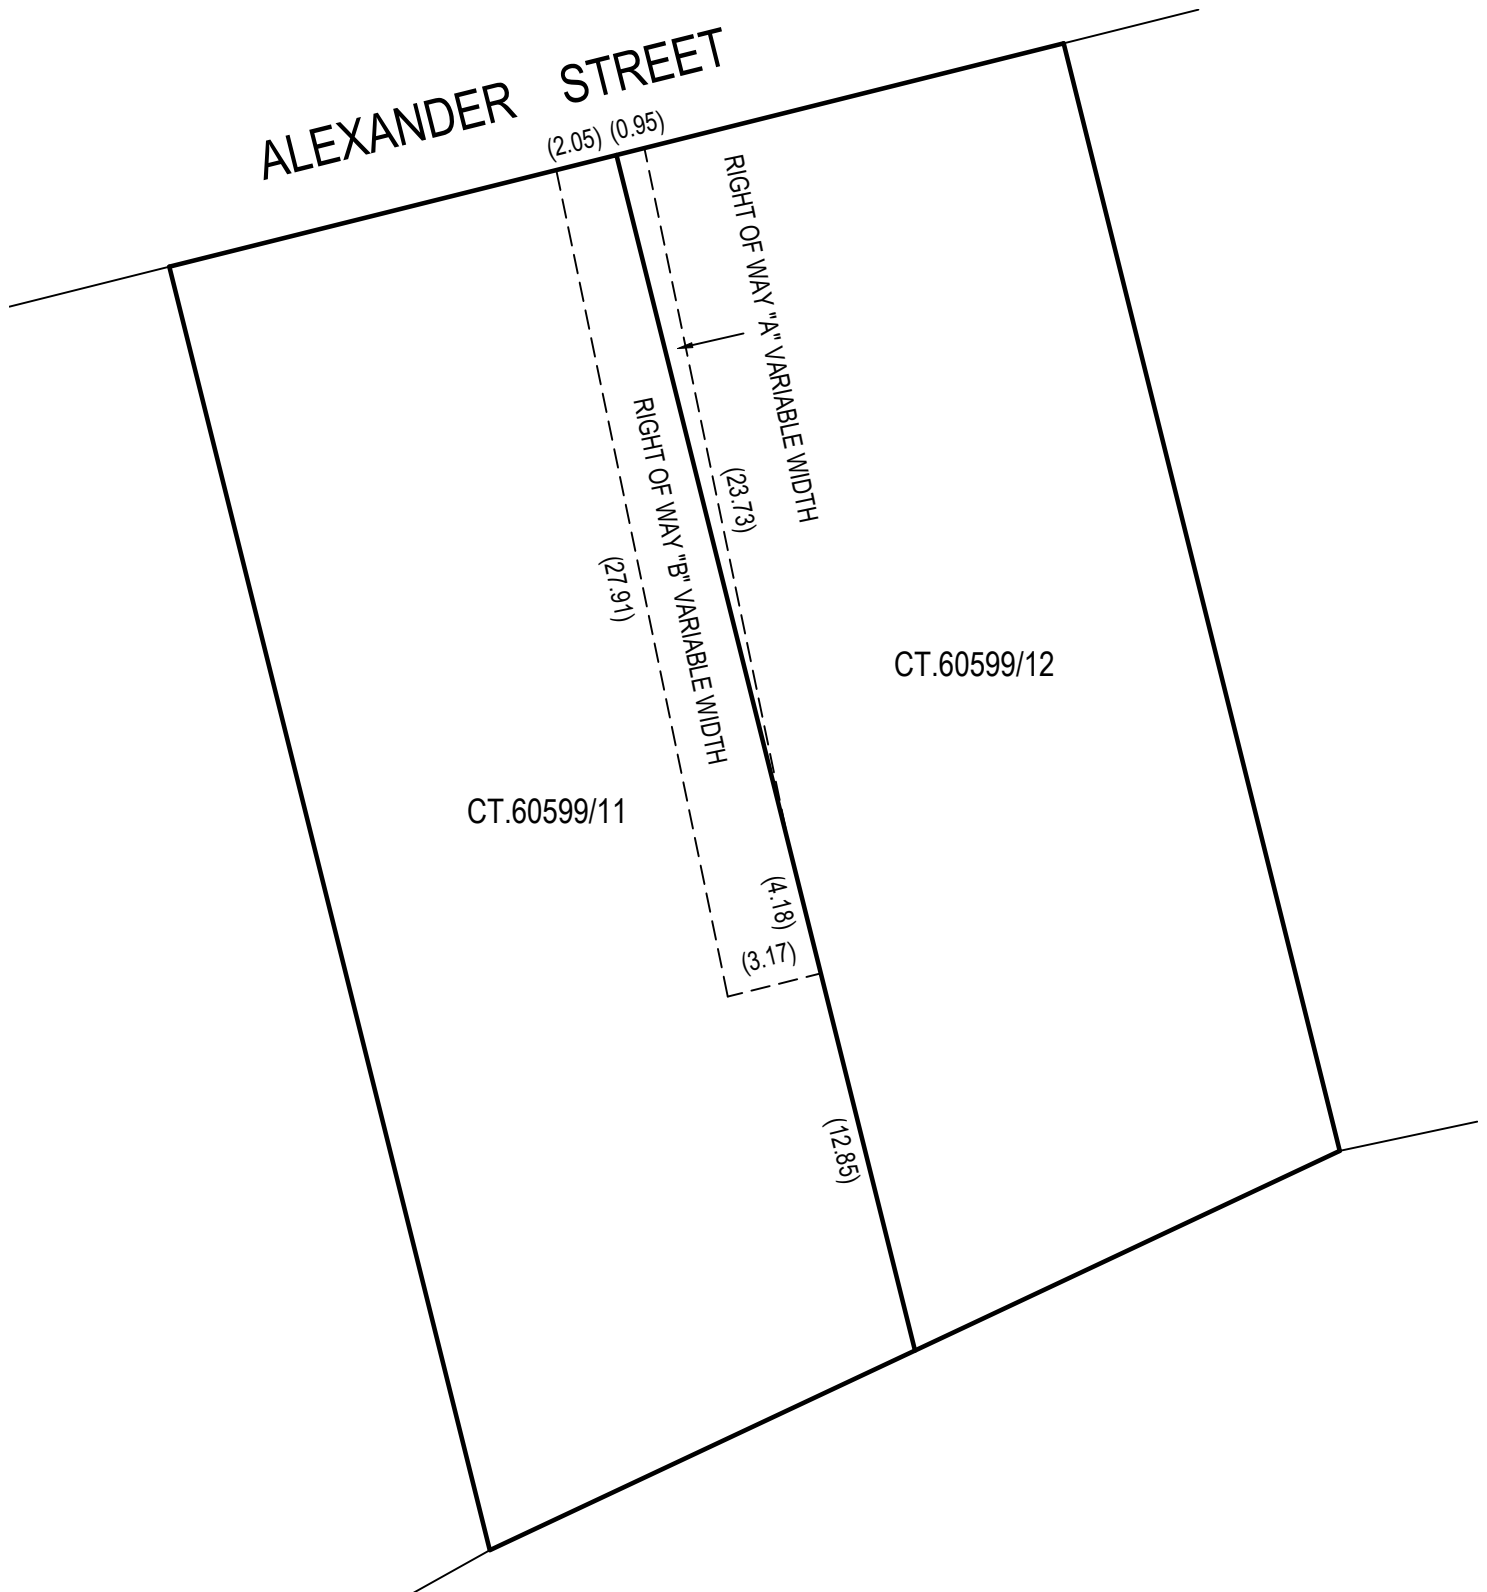 ALEXANDER STREET
(2.05) (0.95)
RIGHT OF WAY "A" VARIABLE WIDTH
(23.73)
RIGHT OF WAY "B" VARIABLE WIDTH
(27.91)
CT.60599/12
CT.60599/11
(4.18)
(3.17)
(12.85)